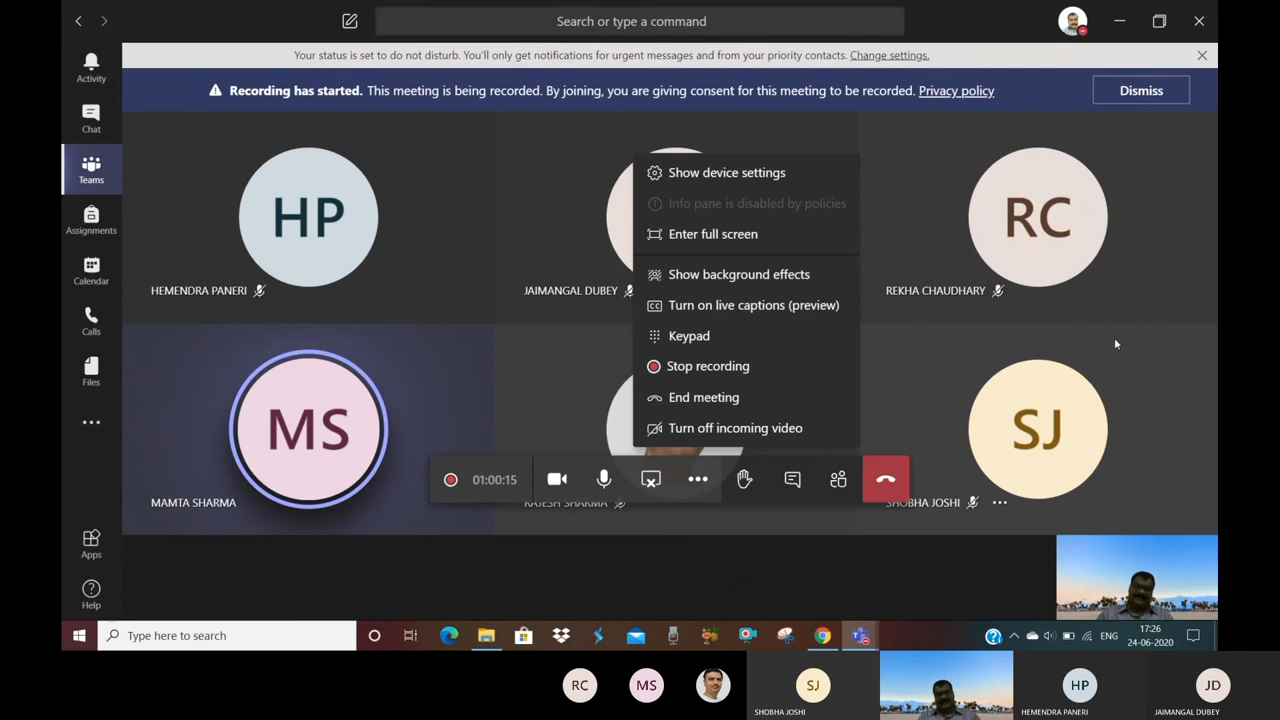 Search or type a command
Your status is set to do not disturb. You'll only get notifications for urgent messages and from your priority contacts. Change settings.
Recording has started. This meeting is being recorded. By joining, you are giving consent for this meeting to be recorded. Privacy policy
Dismiss
Activity
Chat
Teams
Assignments
Calendar
Calls
Files
Apps
Help
HP
HEMENDRA PANERI
JAIMANGAL DUBEY
RC
REKHA CHAUDHARY
Show device settings
Info pane is disabled by policies
Enter full screen
Show background effects
CC Turn on live captions (preview)
Keypad
Stop recording
End meeting
Turn off incoming video
MS
MAMTA SHARMA
RAJESH SHARMA
SJ
SHOBHA JOSHI
01:00:15
Type here to search
ENG
17:26
24-06-2020
RC
MS
SJ
SHOBHA JOSHI
HP
HEMENDRA PANERI
JD
JAIMANGAL DUBEY